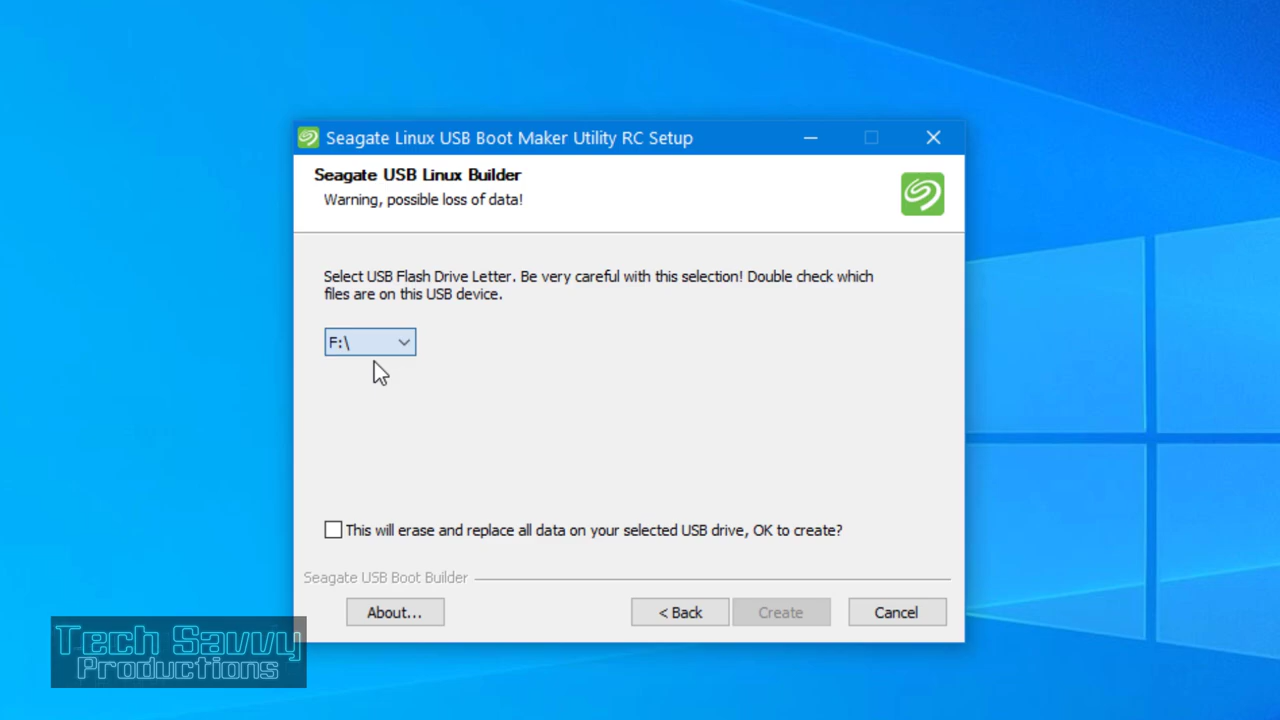 Seagate Linux USB Boot Maker Utility RC Setup
Seagate USB Linux Builder
Warning, possible loss of data!
Select USB Flash Drive Letter. Be very careful with this selection! Double check which
files are on this USB device.
F:\
This will erase and replace all data on your selected USB drive, OK to create?
Seagate USB Boot Builder
About...
< Back
Create
Cancel
Tech Savvy
Productions